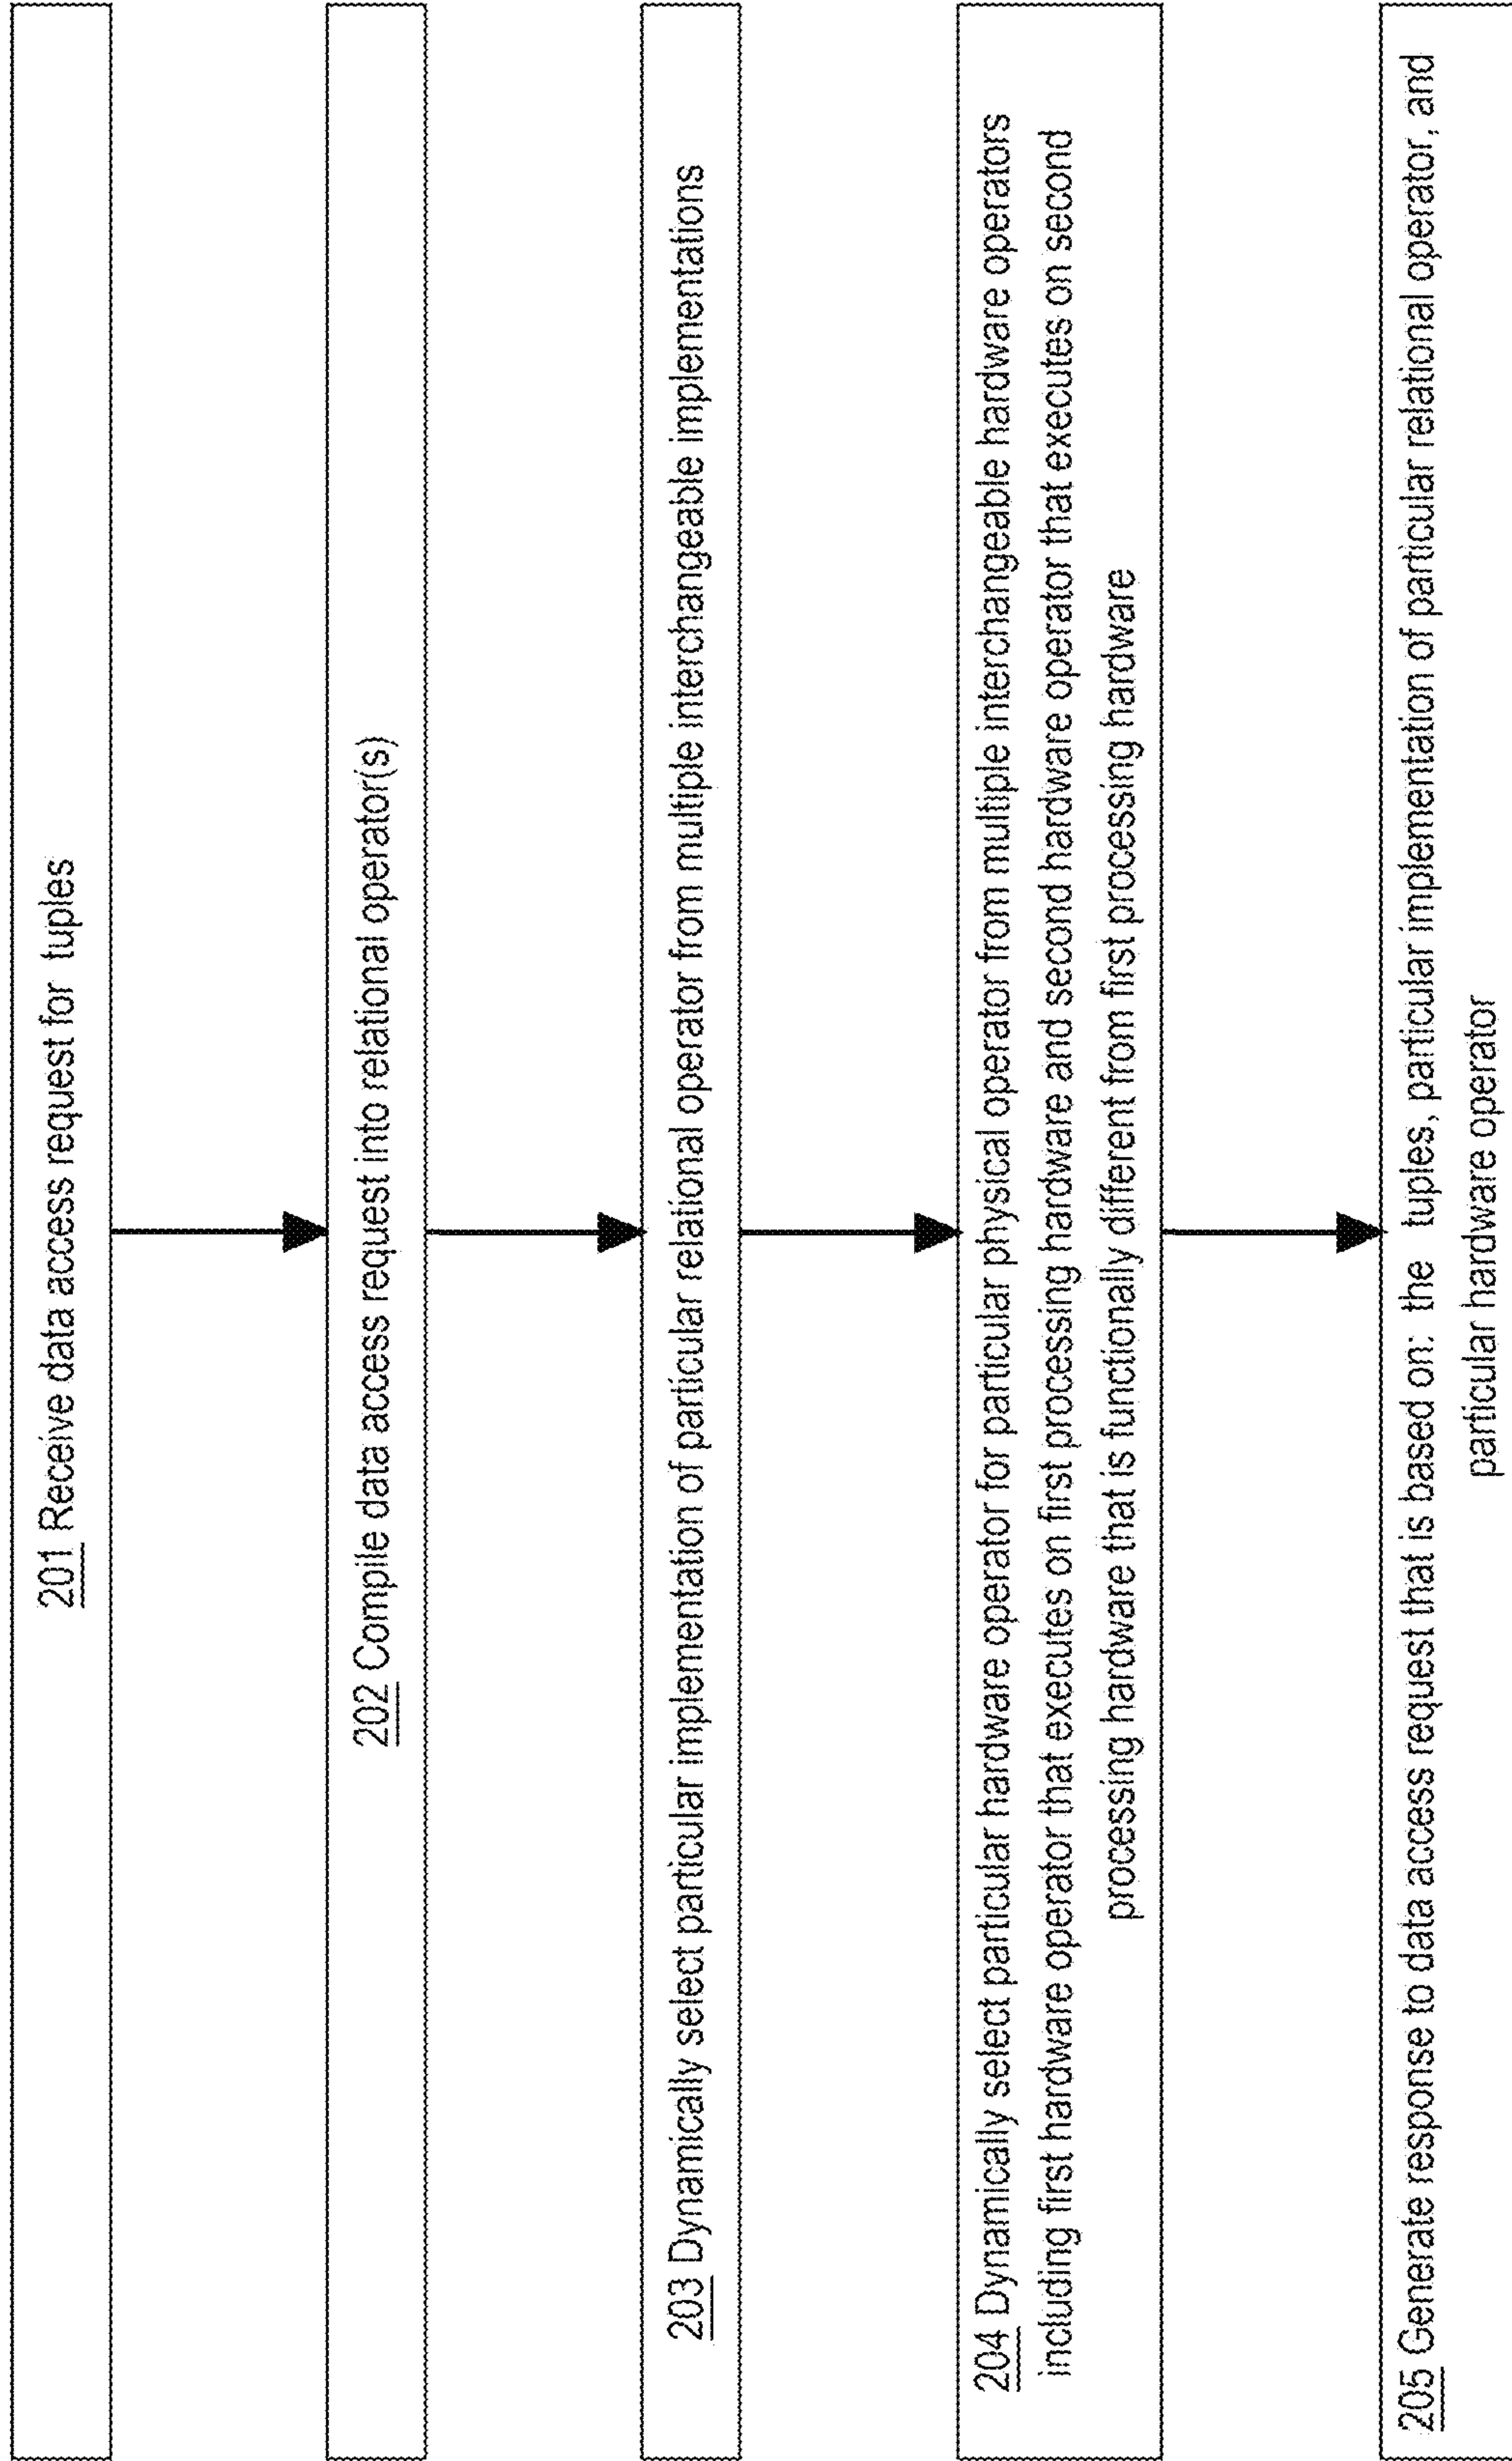 201 Receive data access request for tuples
202 Compile data access request into relational operator(s)
203 Dynamically select particular implementation of particular relational operator from multiple interchangeable implementations
204 Dynamically select particular hardware operator for particular physical operator from multiple interchangeable hardware operators
including first hardware operator that executes on first processing hardware and second hardware operator that executes on second
processing hardware that is functionally different from first processing hardware
205 Generate response to data access request that is based on: the tuples, particular implementation of particular relational operator, and
particular hardware operator